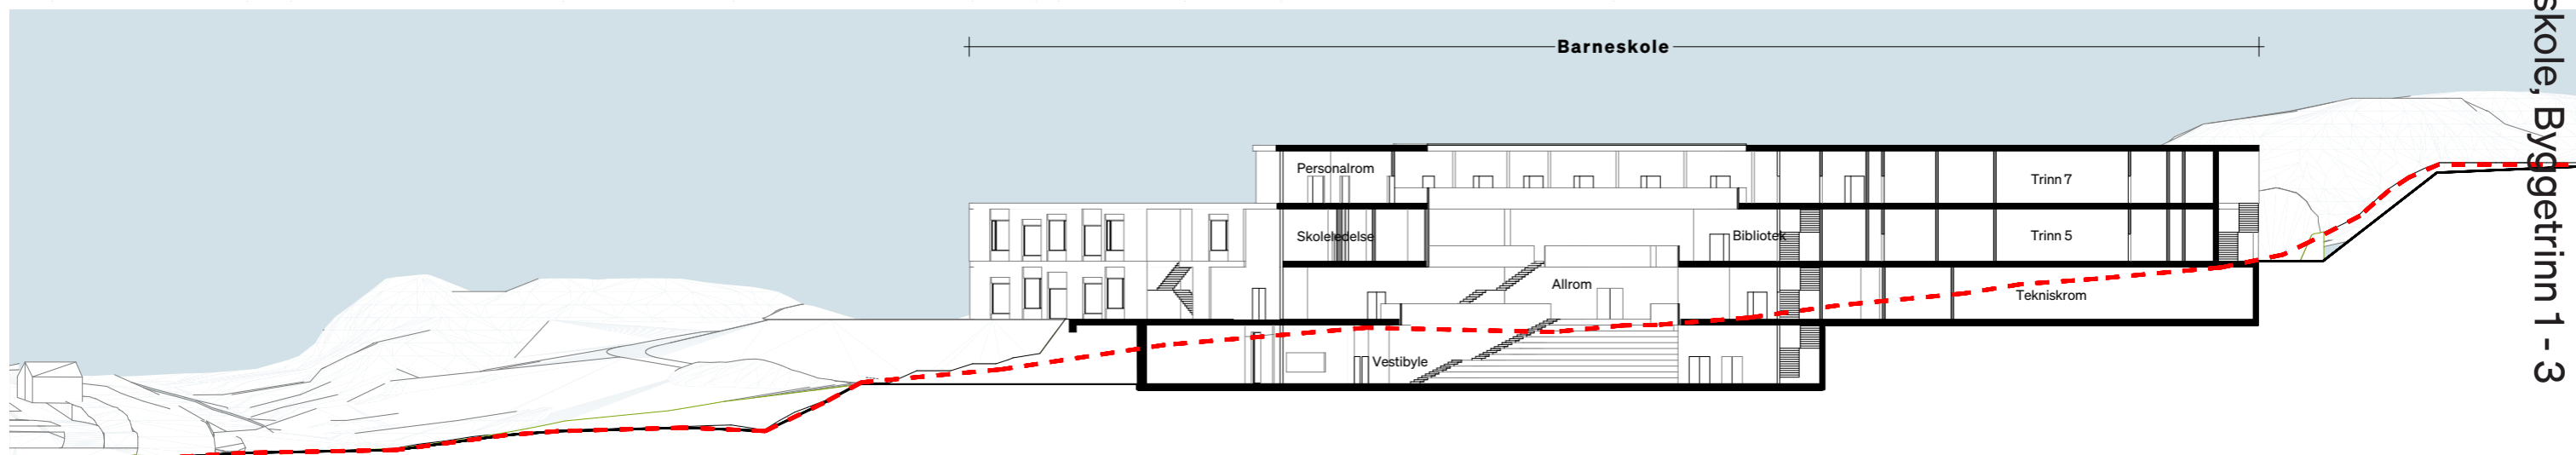 Barneskole
Personalrom
Trinn 7
Skoleledelse
Bibliotek
Trinn 5
Allrom
Tekniskrom
Vestibyle
skole, Byggetrinn 1 - 3